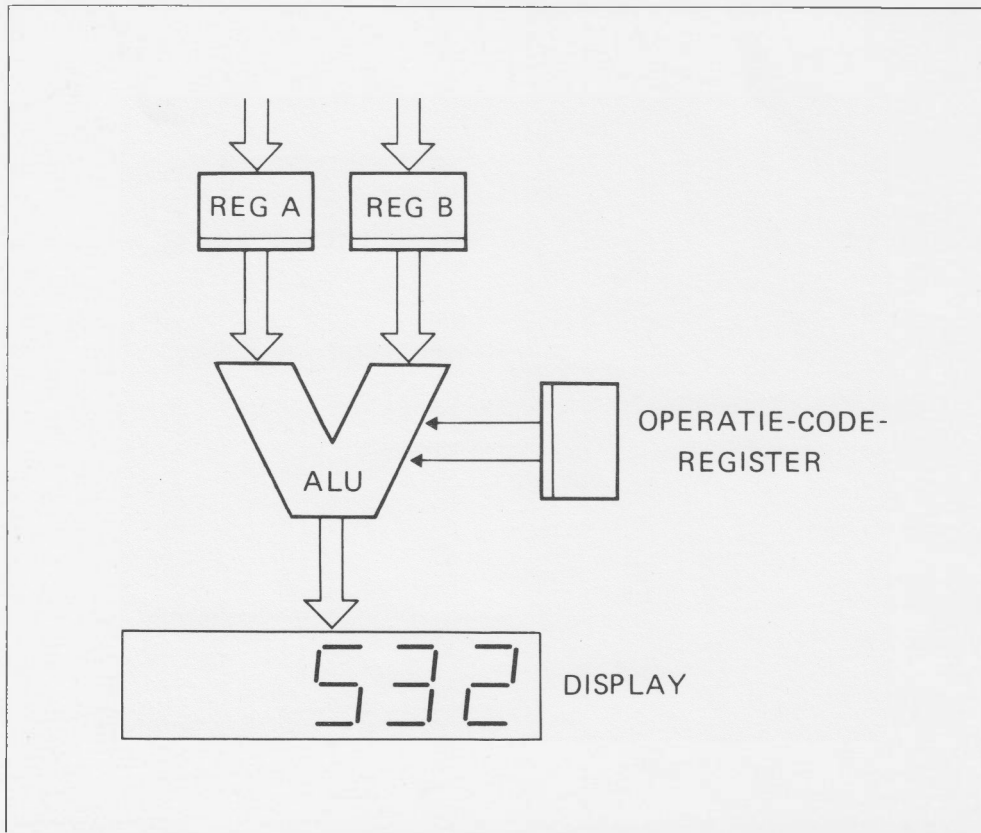 REG A
REG B
ALU
OPERATIE-CODE-
REGISTER
532
DISPLAY